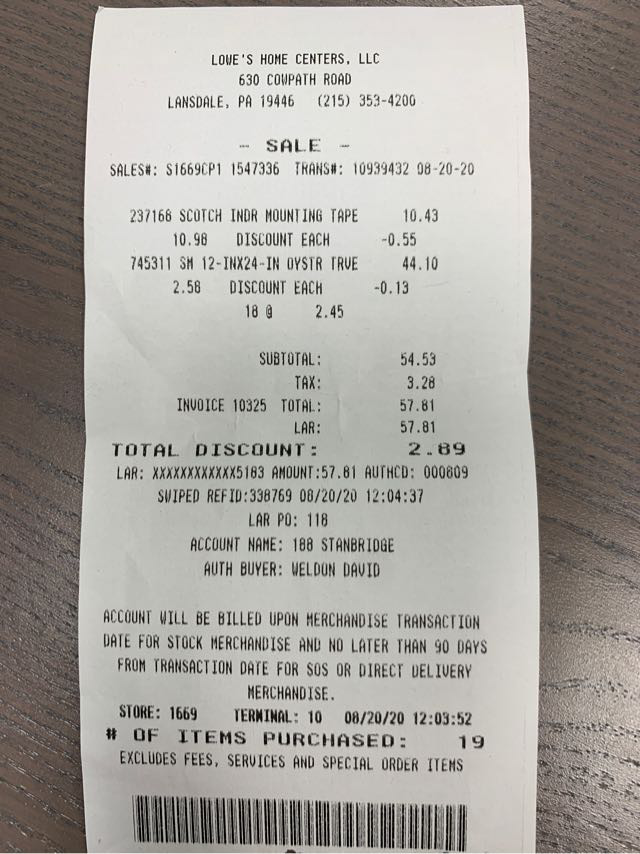 LOWE'S HOME CENTERS, LLC
630 COWPATH ROAD
LANSDALE, PA 19446 (215) 353-4200
- SALE -
SALES#: S1669CP1 1547336 TRANS#: 10939432 08-20-20
237166 SCOTCH INDR MOUNTING TAPE 10.43
10.98 DISCOUNT EACH -0.55
745311 SM 12-INX24-IN OYSTR TRVE 44.10
2.58 DISCOUNT EACH -0.13
18 @ 2.45
SUBTOTAL: 54.53
TAX: 3.28
INVOICE 10325 TOTAL: 57.81
LAR: 57.81
TOTAL DISCOUNT: 2.89
LAR: XXXXXXXXXXXX5183 AMOUNT:57.81 AUTHCD: 000809
SWIPED REFID:338769 08/20/20 12:04:37
LAR PO: 118
ACCOUNT NAME: 188 STANBRIDGE
AUTH BUYER: WELDON DAVID
ACCOUNT WILL BE BILLED UPON MERCHANDISE TRANSACTION
DATE FOR STOCK MERCHANDISE AND NO LATER THAN 90 DAYS
FROM TRANSACTION DATE FOR SOS OR DIRECT DELIVERY
MERCHANDISE.
STORE: 1669 TERMINAL: 10 08/20/20 12:03:52
# OF ITEMS PURCHASED: 19
EXCLUDES FEES, SERVICES AND SPECIAL ORDER ITEMS